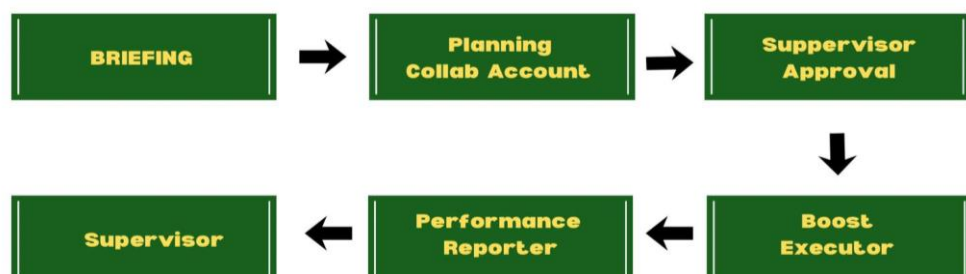 BRIEFING
Planning
Collab Account
Suppervisor
Approval
Boost
Executor
Performance
Reporter
Supervisor